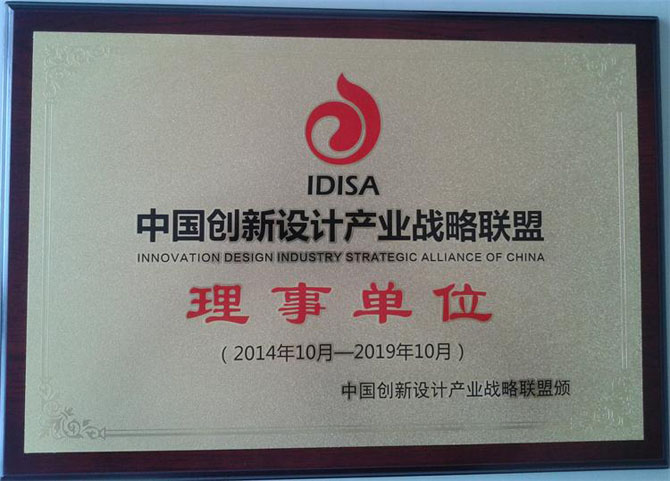 IDISA
中国创新设计产业战略联盟
INNOVATION DESIGN INDUSTRY STRATEGIC ALLIANCE OF CHINA
理事单位
（2014年10月—2019年10月）
中国创新设计产业战略联盟颁